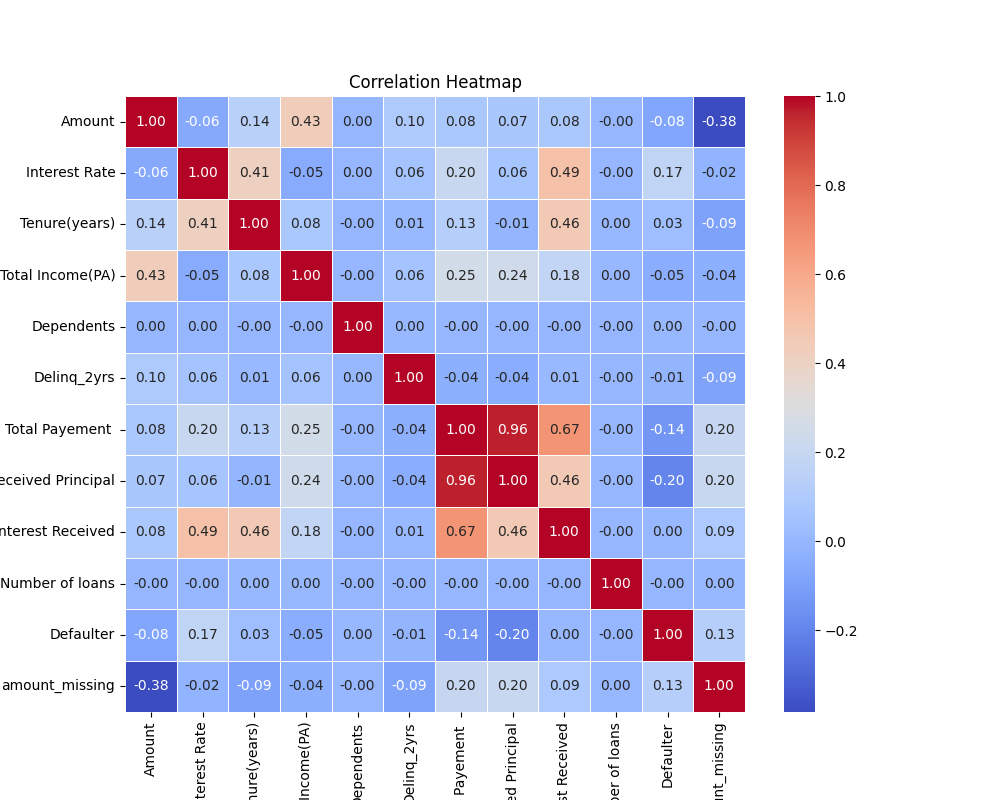 Correlation Heatmap
Amount 1.00 -0.06 0.14 0.43 0.00 0.10 0.08 0.07 0.08 -0.00 -0.08 -0.38
Interest Rate -0.06 1.00 0.41 -0.05 0.00 0.06 0.20 0.06 0.49 -0.00 0.17 -0.02
Tenure(years) 0.14 0.41 1.00 0.08 -0.00 0.01 0.13 -0.01 0.46 0.00 0.03 -0.09
Total Income(PA) 0.43 -0.05 0.08 1.00 -0.00 0.06 0.25 0.24 0.18 0.00 -0.05 -0.04
Dependents 0.00 0.00 -0.00 -0.00 1.00 0.00 -0.00 -0.00 -0.00 -0.00 0.00 -0.00
Delinq_2yrs 0.10 0.06 0.01 0.06 0.00 1.00 -0.04 -0.04 0.01 -0.00 -0.01 -0.09
Total Payement 0.08 0.20 0.13 0.25 -0.00 -0.04 1.00 0.96 0.67 -0.00 -0.14 0.20
eceived Principal 0.07 0.06 -0.01 0.24 -0.00 -0.04 0.96 1.00 0.46 -0.00 -0.20 0.20
nterest Received 0.08 0.49 0.46 0.18 -0.00 0.01 0.67 0.46 1.00 -0.00 0.00 0.09
Number of loans -0.00 -0.00 0.00 0.00 -0.00 -0.00 -0.00 -0.00 -0.00 1.00 -0.00 0.00
Defaulter -0.08 0.17 0.03 -0.05 0.00 -0.01 -0.14 -0.20 0.00 -0.00 1.00 0.13
amount_missing -0.38 -0.02 -0.09 -0.04 -0.00 -0.09 0.20 0.20 0.09 0.00 0.13 1.00
Amount
terest Rate
nure(years)
Income(PA)
Dependents
Delinq_2yrs
Payement
ed Principal
st Received
ber of loans
Defaulter
unt_missing
1.0
0.8
0.6
0.4
0.2
0.0
−0.2